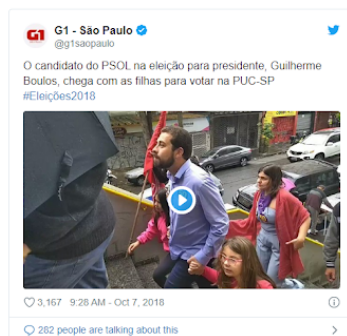 G1 - São Paulo
@g1saopaulo
O candidato do PSOL na eleição para presidente, Guilherme
Boulos, chega com as filhas para votar na PUC-SP
#Eleições2018
3,167 9:28 AM - Oct 7, 2018
282 people are talking about this